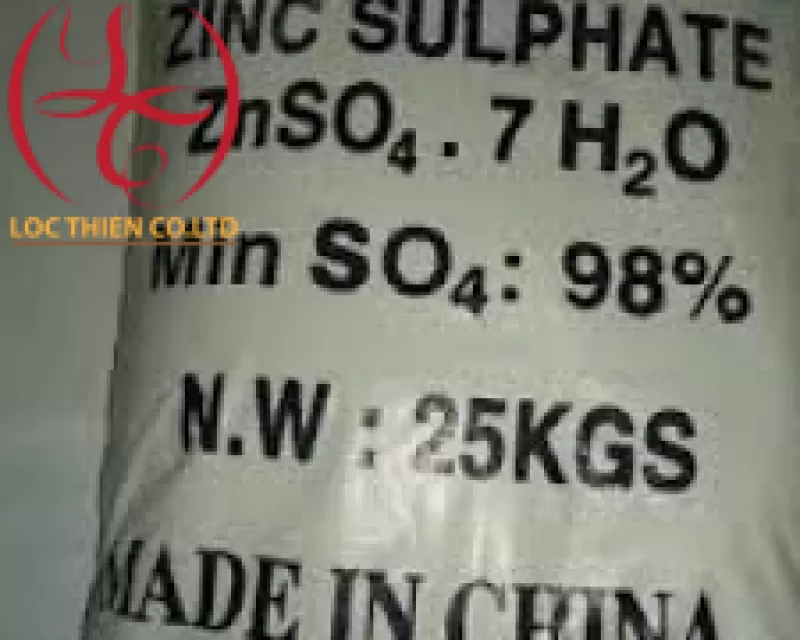 ZINC SULPHATE
ZnSO₄ . 7 H₂O
LOC THIEN CO.LTD
Min SO₄: 98%
N.W : 25KGS
MADE IN CHINA